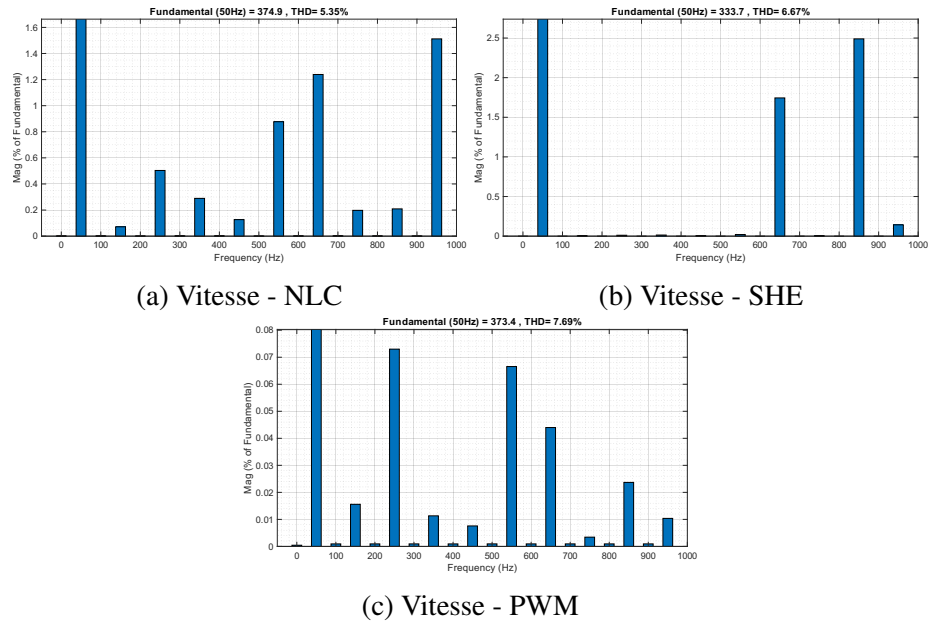 Fundamental (50Hz) = 374.9 , THD= 5.35%
Mag (% of Fundamental)
1.6
1.4
1.2
1
0.8
0.6
0.4
0.2
0
0 100 200 300 400 500 600 700 800 900 1000
Frequency (Hz)
(a) Vitesse - NLC
Fundamental (50Hz) = 333.7 , THD= 6.67%
Mag (% of Fundamental)
2.5
2
1.5
1
0.5
0
0 100 200 300 400 500 600 700 800 900 1000
Frequency (Hz)
(b) Vitesse - SHE
Fundamental (50Hz) = 373.4 , THD= 7.69%
Mag (% of Fundamental)
0.08
0.07
0.06
0.05
0.04
0.03
0.02
0.01
0
0 100 200 300 400 500 600 700 800 900 1000
Frequency (Hz)
(c) Vitesse - PWM